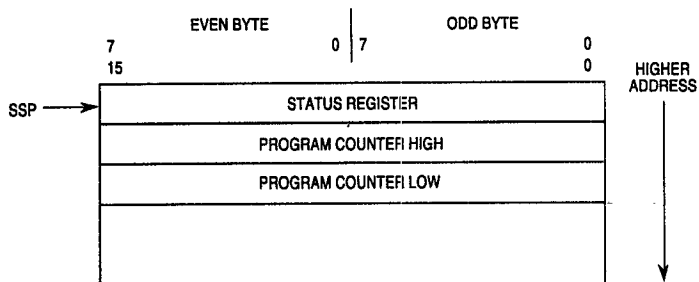 EVEN BYTE ODD BYTE
7 0 7 0
15 0
HIGHER
ADDRESS
SSP
STATUS REGISTER
PROGRAM COUNTER HIGH
PROGRAM COUNTER LOW